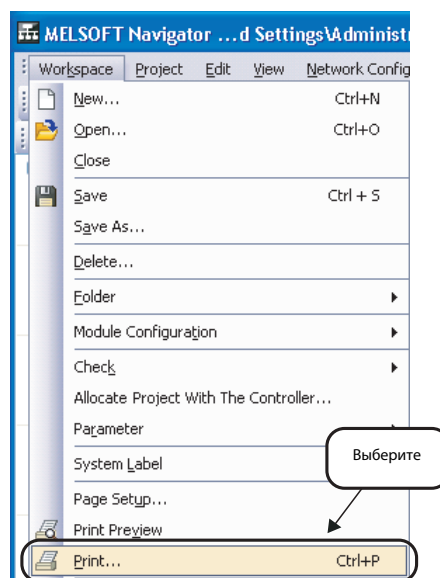 MELSOFT Navigator ...d Settings\Administ
Workspace Project Edit View Network Config
New... Ctrl+N
Open... Ctrl+O
Close
Save Ctrl + S
Save As...
Delete...
Folder
Module Configuration
Check
Allocate Project With The Controller...
Parameter
System Label
Выберите
Page Setup...
Print Preview
Print... Ctrl+P